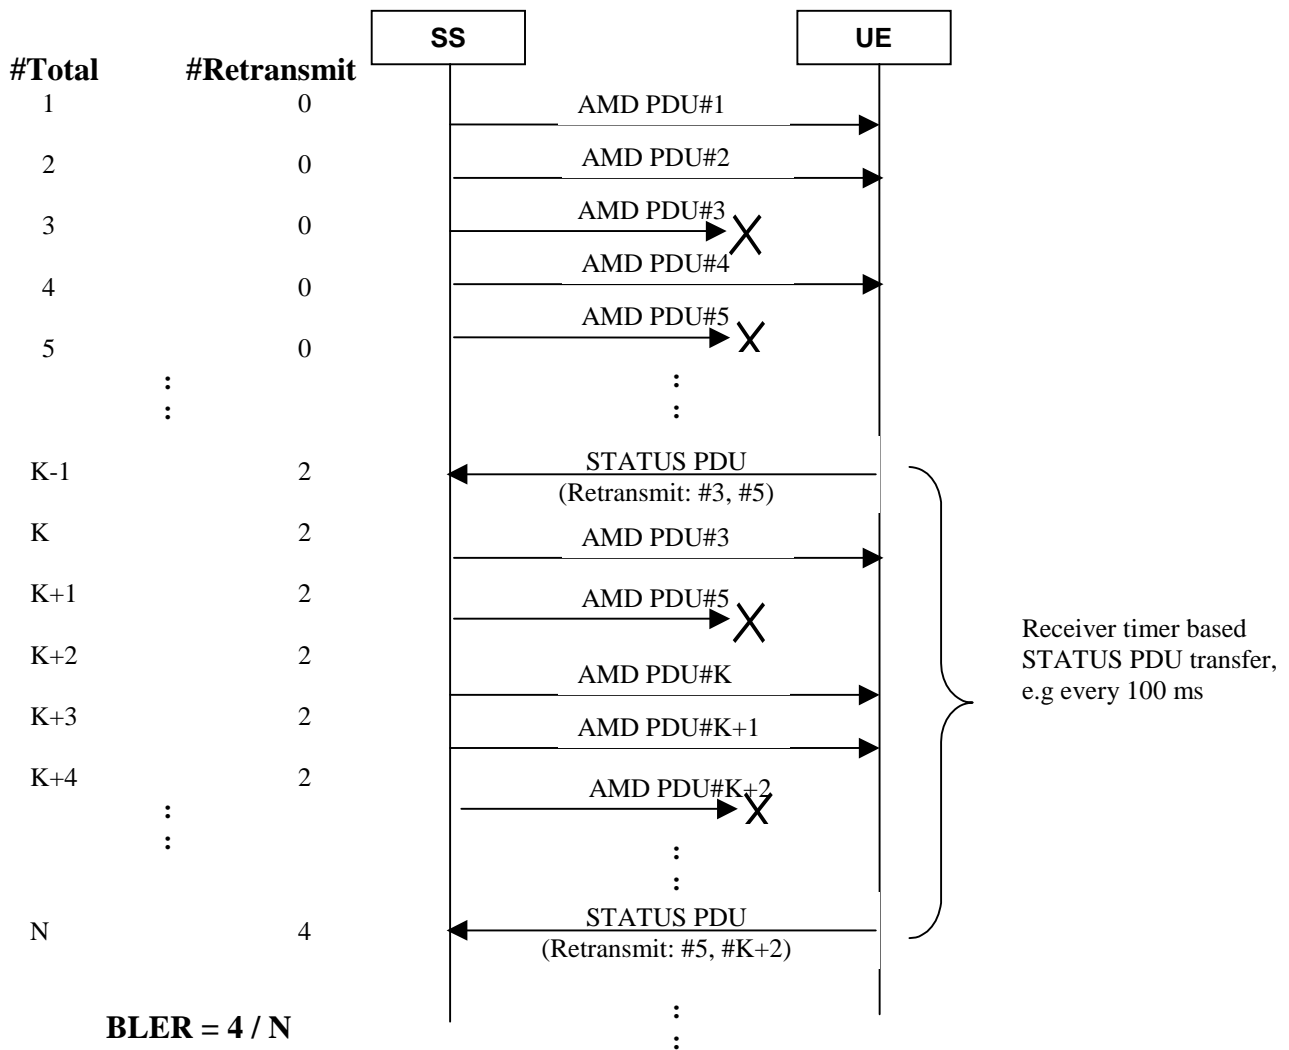 SS UE
#Total #Retransmit
1 0 AMD PDU#1
2 0 AMD PDU#2
3 0 AMD PDU#3
4 0 AMD PDU#4
5 0 AMD PDU#5
: :
: :
K-1 2 STATUS PDU
(Retransmit: #3, #5)
K 2 AMD PDU#3
K+1 2 AMD PDU#5
K+2 2 AMD PDU#K
K+3 2 AMD PDU#K+1
K+4 2 AMD PDU#K+2
: :
: :
N 4 STATUS PDU
(Retransmit: #5, #K+2)
Receiver timer based
STATUS PDU transfer,
e.g every 100 ms
BLER = 4 / N
:
: